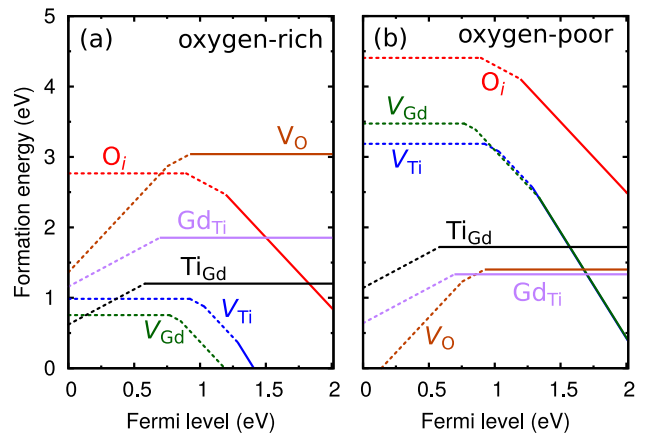 (a) oxygen-rich
(b) oxygen-poor
Formation energy (eV)
5
4
3
2
1
0
V_O
O_i
Gd_Ti
Ti_Gd
V_Ti
V_Gd
0 0.5 1 1.5 2
Fermi level (eV)
O_i
V_Gd
V_Ti
Ti_Gd
Gd_Ti
V_O
0 0.5 1 1.5 2
Fermi level (eV)